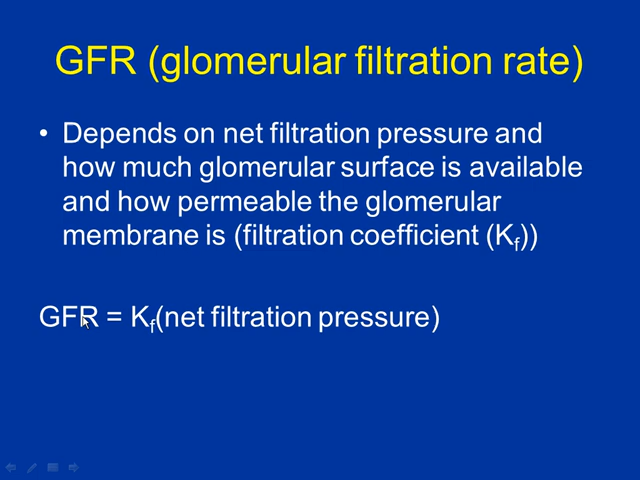 GFR (glomerular filtration rate)
• Depends on net filtration pressure and
how much glomerular surface is available
and how permeable the glomerular
membrane is (filtration coefficient (Kf))
GFR = Kf(net filtration pressure)